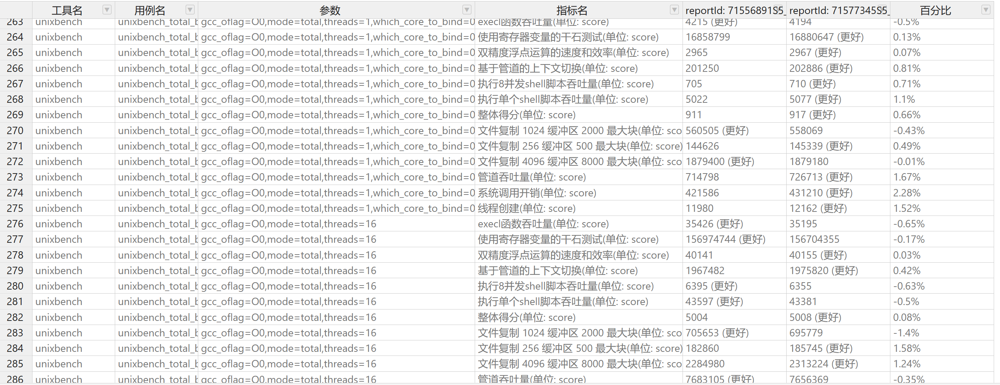 工具名 用例名 参数 指标名 reportId: 71556891S5_ reportId: 71577345S5_ 百分比
263 unixbench unixbench_total_b gcc_oflag=O0,mode=total,threads=1,which_core_to_bind=0 execl函数吞吐量(单位: score) 4215 (更好) 4194 -0.5%
264 unixbench unixbench_total_b gcc_oflag=O0,mode=total,threads=1,which_core_to_bind=0 使用寄存器变量的干石测试(单位: score) 16858799 16880647 (更好) 0.13%
265 unixbench unixbench_total_b gcc_oflag=O0,mode=total,threads=1,which_core_to_bind=0 双精度浮点运算的速度和效率(单位: score) 2965 2967 (更好) 0.07%
266 unixbench unixbench_total_b gcc_oflag=O0,mode=total,threads=1,which_core_to_bind=0 基于管道的上下文切换(单位: score) 201250 202886 (更好) 0.81%
267 unixbench unixbench_total_b gcc_oflag=O0,mode=total,threads=1,which_core_to_bind=0 执行8并发shell脚本吞吐量(单位: score) 705 710 (更好) 0.71%
268 unixbench unixbench_total_b gcc_oflag=O0,mode=total,threads=1,which_core_to_bind=0 执行单个shell脚本吞吐量(单位: score) 5022 5077 (更好) 1.1%
269 unixbench unixbench_total_b gcc_oflag=O0,mode=total,threads=1,which_core_to_bind=0 整体得分(单位: score) 911 917 (更好) 0.66%
270 unixbench unixbench_total_b gcc_oflag=O0,mode=total,threads=1,which_core_to_bind=0 文件复制 1024 缓冲区 2000 最大块(单位: sco 560505 (更好) 558069 -0.43%
271 unixbench unixbench_total_b gcc_oflag=O0,mode=total,threads=1,which_core_to_bind=0 文件复制 256 缓冲区 500 最大块(单位: score) 144626 145339 (更好) 0.49%
272 unixbench unixbench_total_b gcc_oflag=O0,mode=total,threads=1,which_core_to_bind=0 文件复制 4096 缓冲区 8000 最大块(单位: sco 1879400 (更好) 1879180 -0.01%
273 unixbench unixbench_total_b gcc_oflag=O0,mode=total,threads=1,which_core_to_bind=0 管道吞吐量(单位: score) 714798 726713 (更好) 1.67%
274 unixbench unixbench_total_b gcc_oflag=O0,mode=total,threads=1,which_core_to_bind=0 系统调用开销(单位: score) 421586 431210 (更好) 2.28%
275 unixbench unixbench_total_b gcc_oflag=O0,mode=total,threads=1,which_core_to_bind=0 线程创建(单位: score) 11980 12162 (更好) 1.52%
276 unixbench unixbench_total_b gcc_oflag=O0,mode=total,threads=16 execl函数吞吐量(单位: score) 35426 (更好) 35195 -0.65%
277 unixbench unixbench_total_b gcc_oflag=O0,mode=total,threads=16 使用寄存器变量的干石测试(单位: score) 156974744 (更好) 156704355 -0.17%
278 unixbench unixbench_total_b gcc_oflag=O0,mode=total,threads=16 双精度浮点运算的速度和效率(单位: score) 40141 40155 (更好) 0.03%
279 unixbench unixbench_total_b gcc_oflag=O0,mode=total,threads=16 基于管道的上下文切换(单位: score) 1967482 1975820 (更好) 0.42%
280 unixbench unixbench_total_b gcc_oflag=O0,mode=total,threads=16 执行8并发shell脚本吞吐量(单位: score) 6395 (更好) 6355 -0.63%
281 unixbench unixbench_total_b gcc_oflag=O0,mode=total,threads=16 执行单个shell脚本吞吐量(单位: score) 43597 (更好) 43381 -0.5%
282 unixbench unixbench_total_b gcc_oflag=O0,mode=total,threads=16 整体得分(单位: score) 5004 5008 (更好) 0.08%
283 unixbench unixbench_total_b gcc_oflag=O0,mode=total,threads=16 文件复制 1024 缓冲区 2000 最大块(单位: sco 705653 (更好) 695779 -1.4%
284 unixbench unixbench_total_b gcc_oflag=O0,mode=total,threads=16 文件复制 256 缓冲区 500 最大块(单位: score) 182860 185745 (更好) 1.58%
285 unixbench unixbench_total_b gcc_oflag=O0,mode=total,threads=16 文件复制 4096 缓冲区 8000 最大块(单位: sco 2284980 2313224 (更好) 1.24%
286 unixbench unixbench_total_b gcc_oflag=O0,mode=total,threads=16 管道吞吐量(单位: score) 7683105 (更好) 7656369 -0.35%